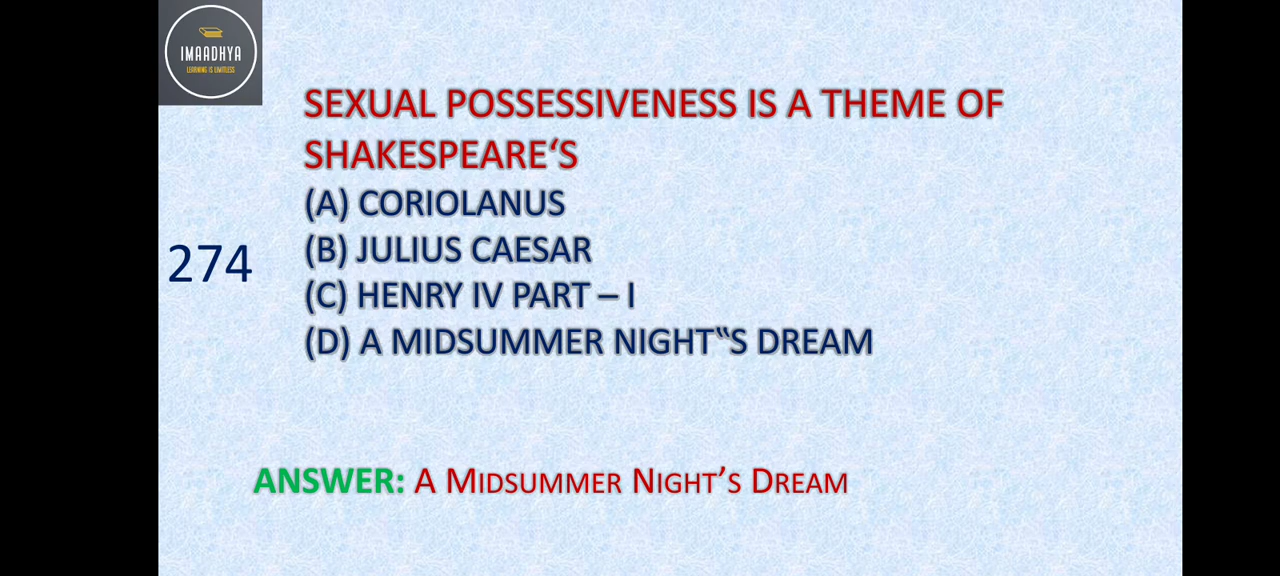 IMAADHYA
LEARNING IS LIMITLESS
SEXUAL POSSESSIVENESS IS A THEME OF
SHAKESPEARE‘S
(A) CORIOLANUS
(B) JULIUS CAESAR
(C) HENRY IV PART – I
(D) A MIDSUMMER NIGHT‟S DREAM
274
ANSWER: A MIDSUMMER NIGHT’S DREAM